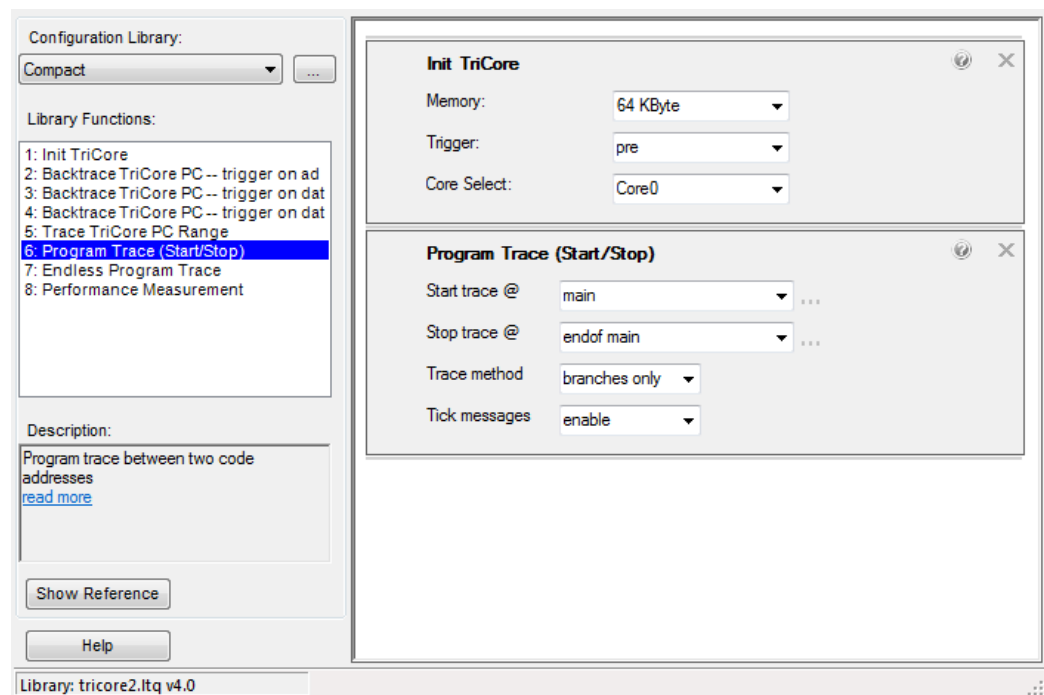 Configuration Library:
Compact
...
Library Functions:
1: Init TriCore
2: Backtrace TriCore PC -- trigger on ad
3: Backtrace TriCore PC -- trigger on dat
4: Backtrace TriCore PC -- trigger on dat
5: Trace TriCore PC Range
6: Program Trace (Start/Stop)
7: Endless Program Trace
8: Performance Measurement
Description:
Program trace between two code
addresses
read more
Show Reference
Help
Library: tricore2.ltq v4.0
Init TriCore
Memory: 64 KByte
Trigger: pre
Core Select: Core0
Program Trace (Start/Stop)
Start trace @ main ...
Stop trace @ endof main ...
Trace method branches only
Tick messages enable